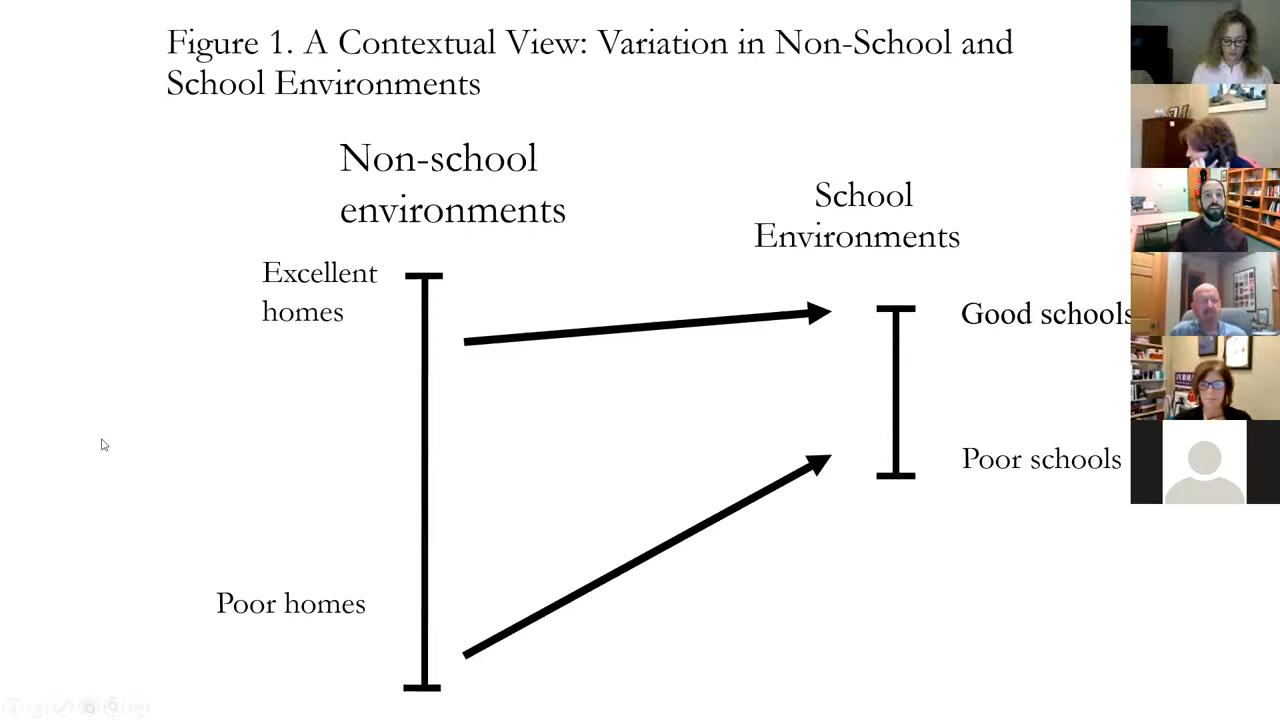 Figure 1. A Contextual View: Variation in Non-School and
School Environments
Non-school
environments
School
Environments
Excellent
homes
Good schools
Poor schools
Poor homes